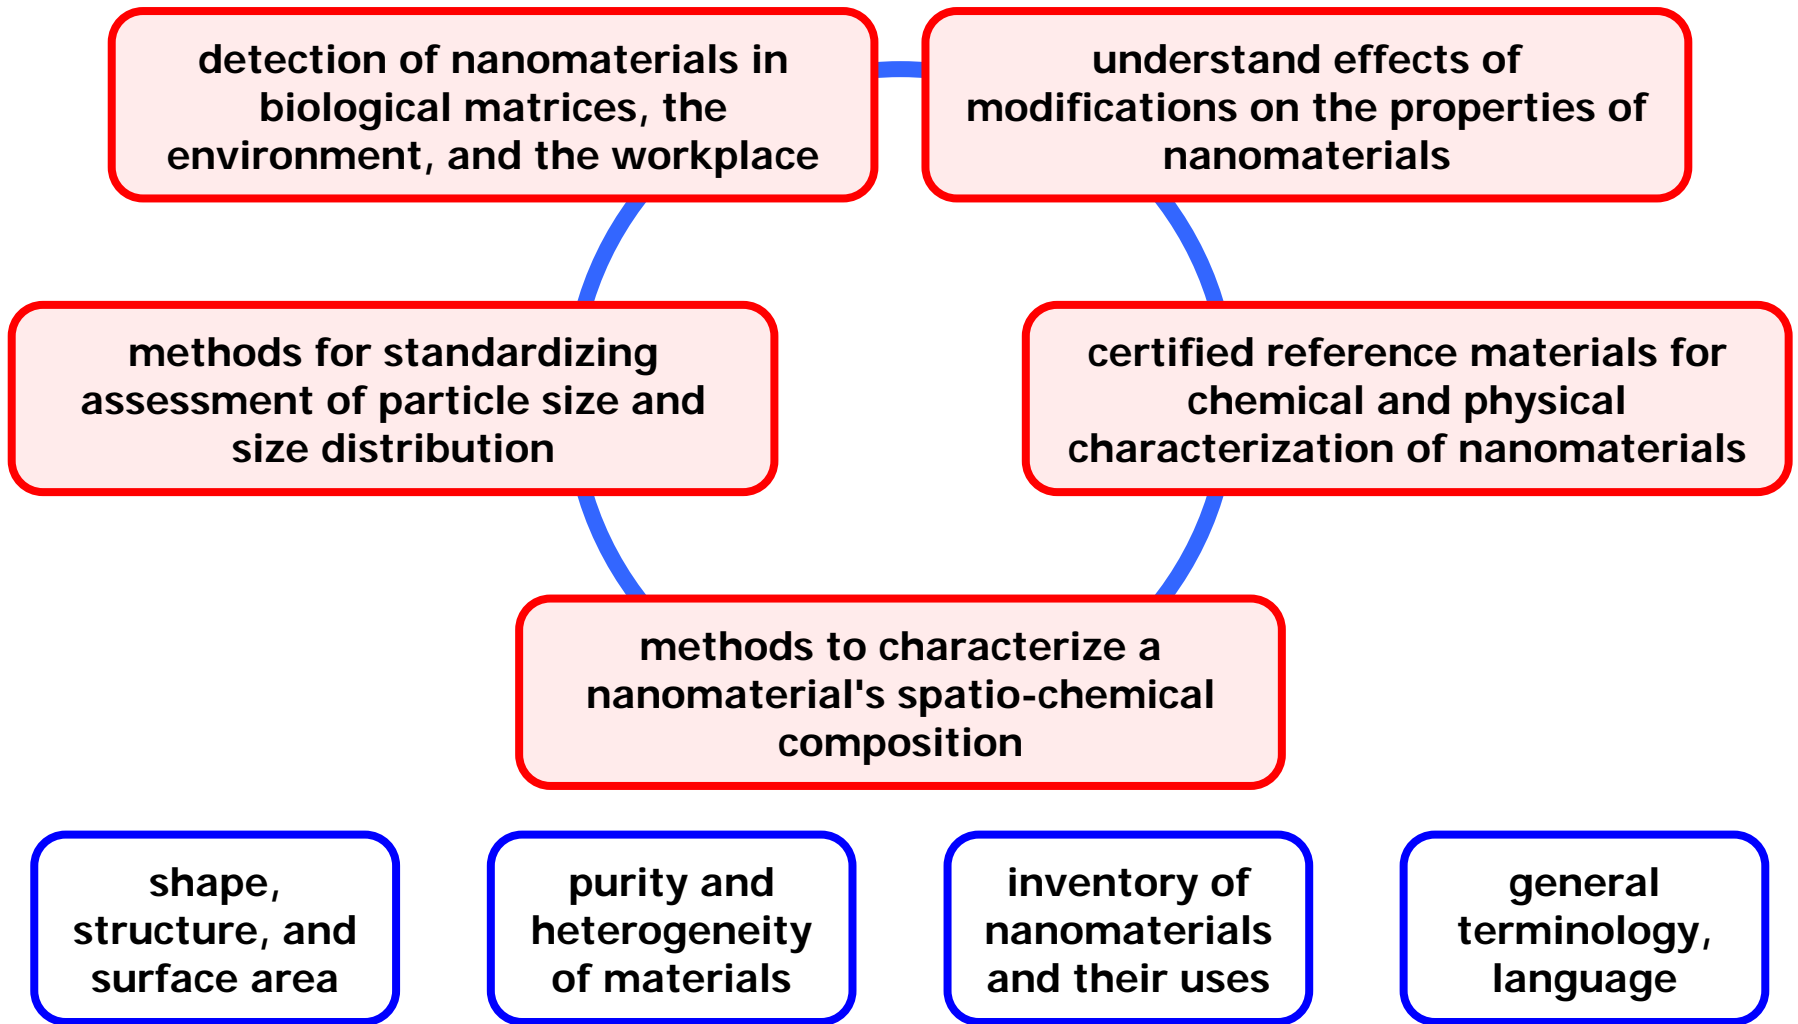 detection of nanomaterials in
biological matrices, the
environment, and the workplace
understand effects of
modifications on the properties of
nanomaterials
methods for standardizing
assessment of particle size and
size distribution
certified reference materials for
chemical and physical
characterization of nanomaterials
methods to characterize a
nanomaterial's spatio-chemical
composition
shape,
structure, and
surface area
purity and
heterogeneity
of materials
inventory of
nanomaterials
and their uses
general
terminology,
language